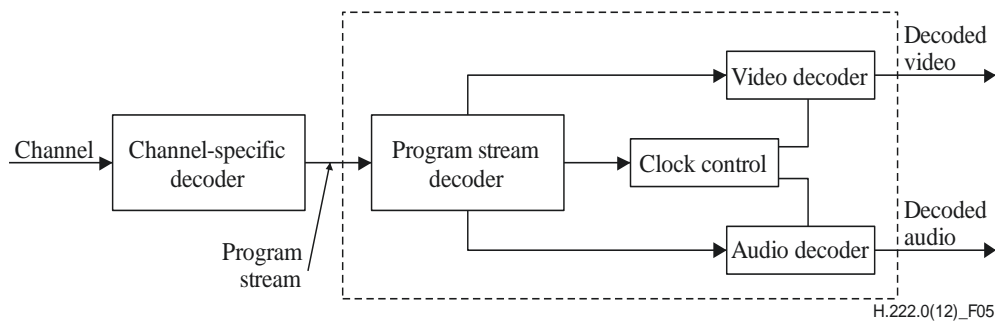 Decoded
video
Video decoder
Channel
Channel-specific
decoder
Program stream
decoder
Clock control
Program
stream
Decoded
audio
Audio decoder
H.222.0(12)_F05